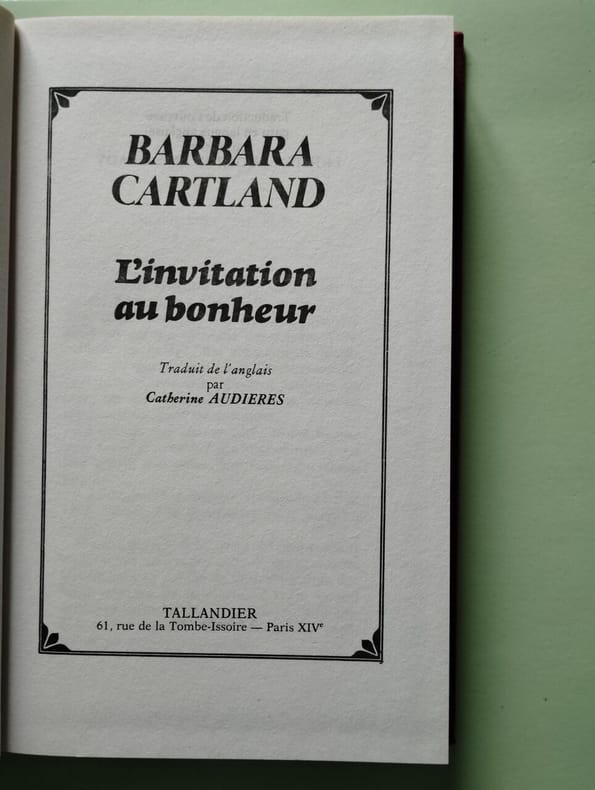 BARBARA
CARTLAND
L'invitation
au bonheur
Traduit de l'anglais
par
Catherine AUDIERES
TALLANDIER
61, rue de la Tombe-Issoire — Paris XIVe